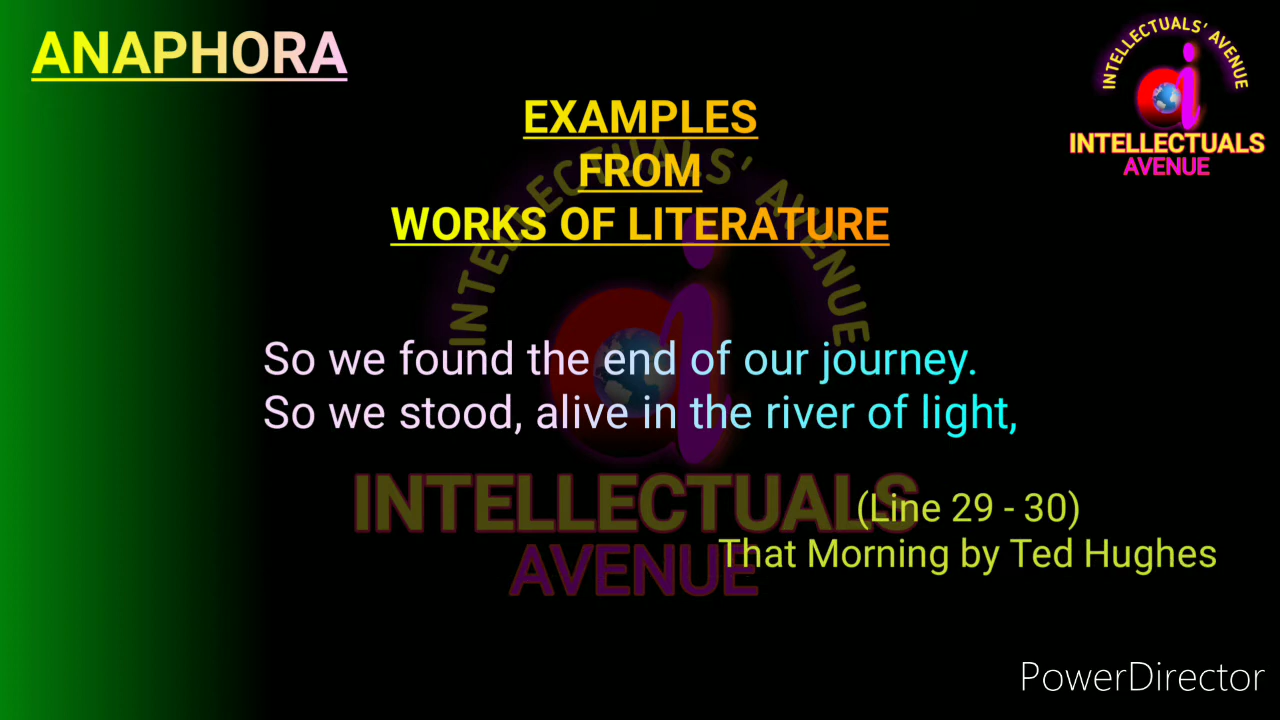 ANAPHORA
INTELLECTUALS' AVENUE
INTELLECTUALS
AVENUE
EXAMPLES
FROM
WORKS OF LITERATURE
INTELLECTUALS' AVENUE
So we found the end of our journey.
So we stood, alive in the river of light,
INTELLECTUALS
AVENUE
(Line 29 - 30)
That Morning by Ted Hughes
PowerDirector